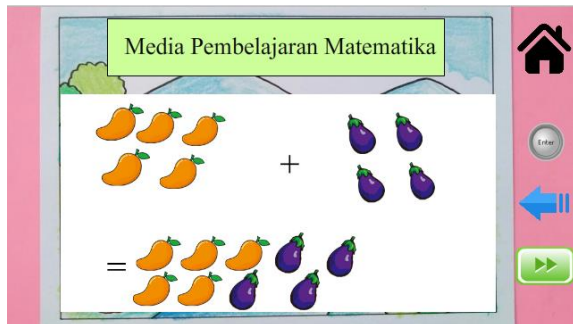 Media Pembelajaran Matematika
Enter
+
=